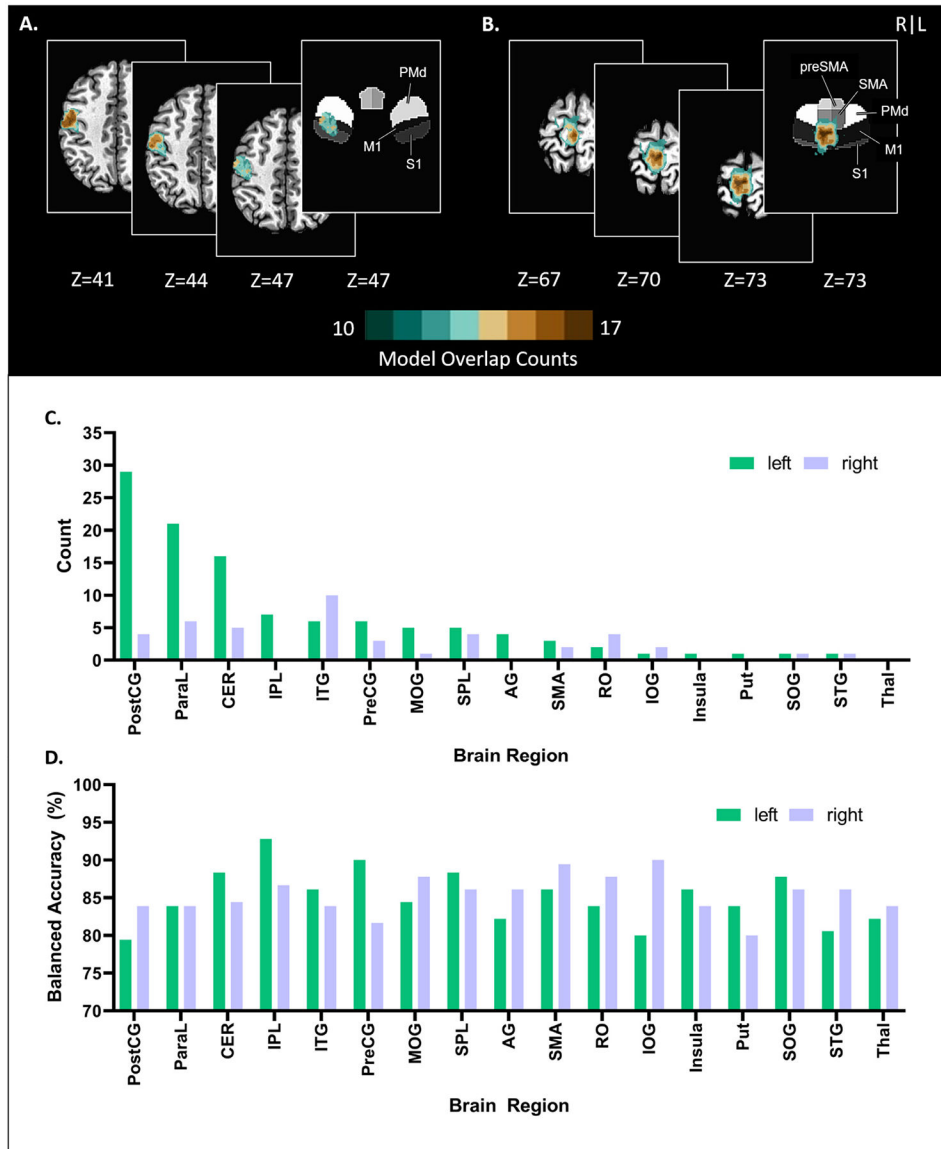 A.
B.
R|L
PMd
M1
S1
preSMA
SMA
PMd
M1
S1
Z=41
Z=44
Z=47
Z=47
Z=67
Z=70
Z=73
Z=73
10
17
Model Overlap Counts
C.
35
30
25
20
15
10
5
0
Count
left
right
PostCG
ParaL
CER
IPL
ITG
PreCG
MOG
SPL
AG
SMA
RO
IOG
Insula
Put
SOG
STG
Thal
Brain Region
D.
100
95
90
85
80
75
70
Balanced Accuracy (%)
left
right
PostCG
ParaL
CER
IPL
ITG
PreCG
MOG
SPL
AG
SMA
RO
IOG
Insula
Put
SOG
STG
Thal
Brain Region